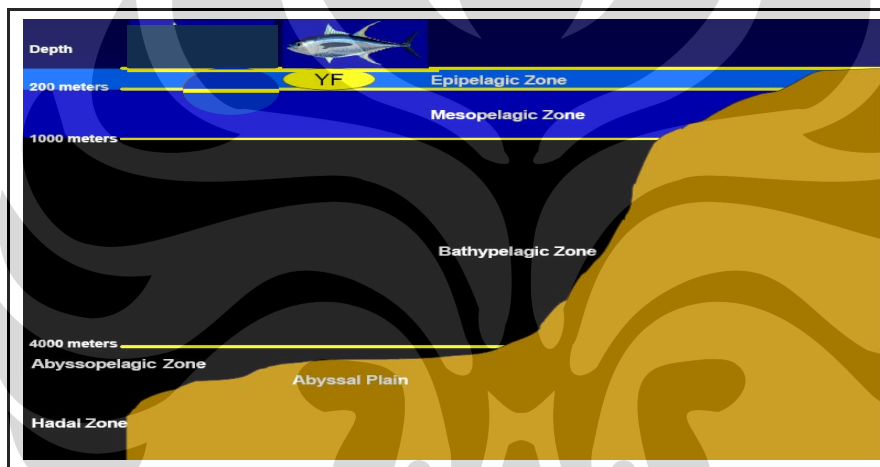 Depth
YF
Epipelagic Zone
200 meters
Mesopelagic Zone
1000 meters
Bathypelagic Zone
4000 meters
Abyssopelagic Zone
Abyssal Plain
Hadal Zone